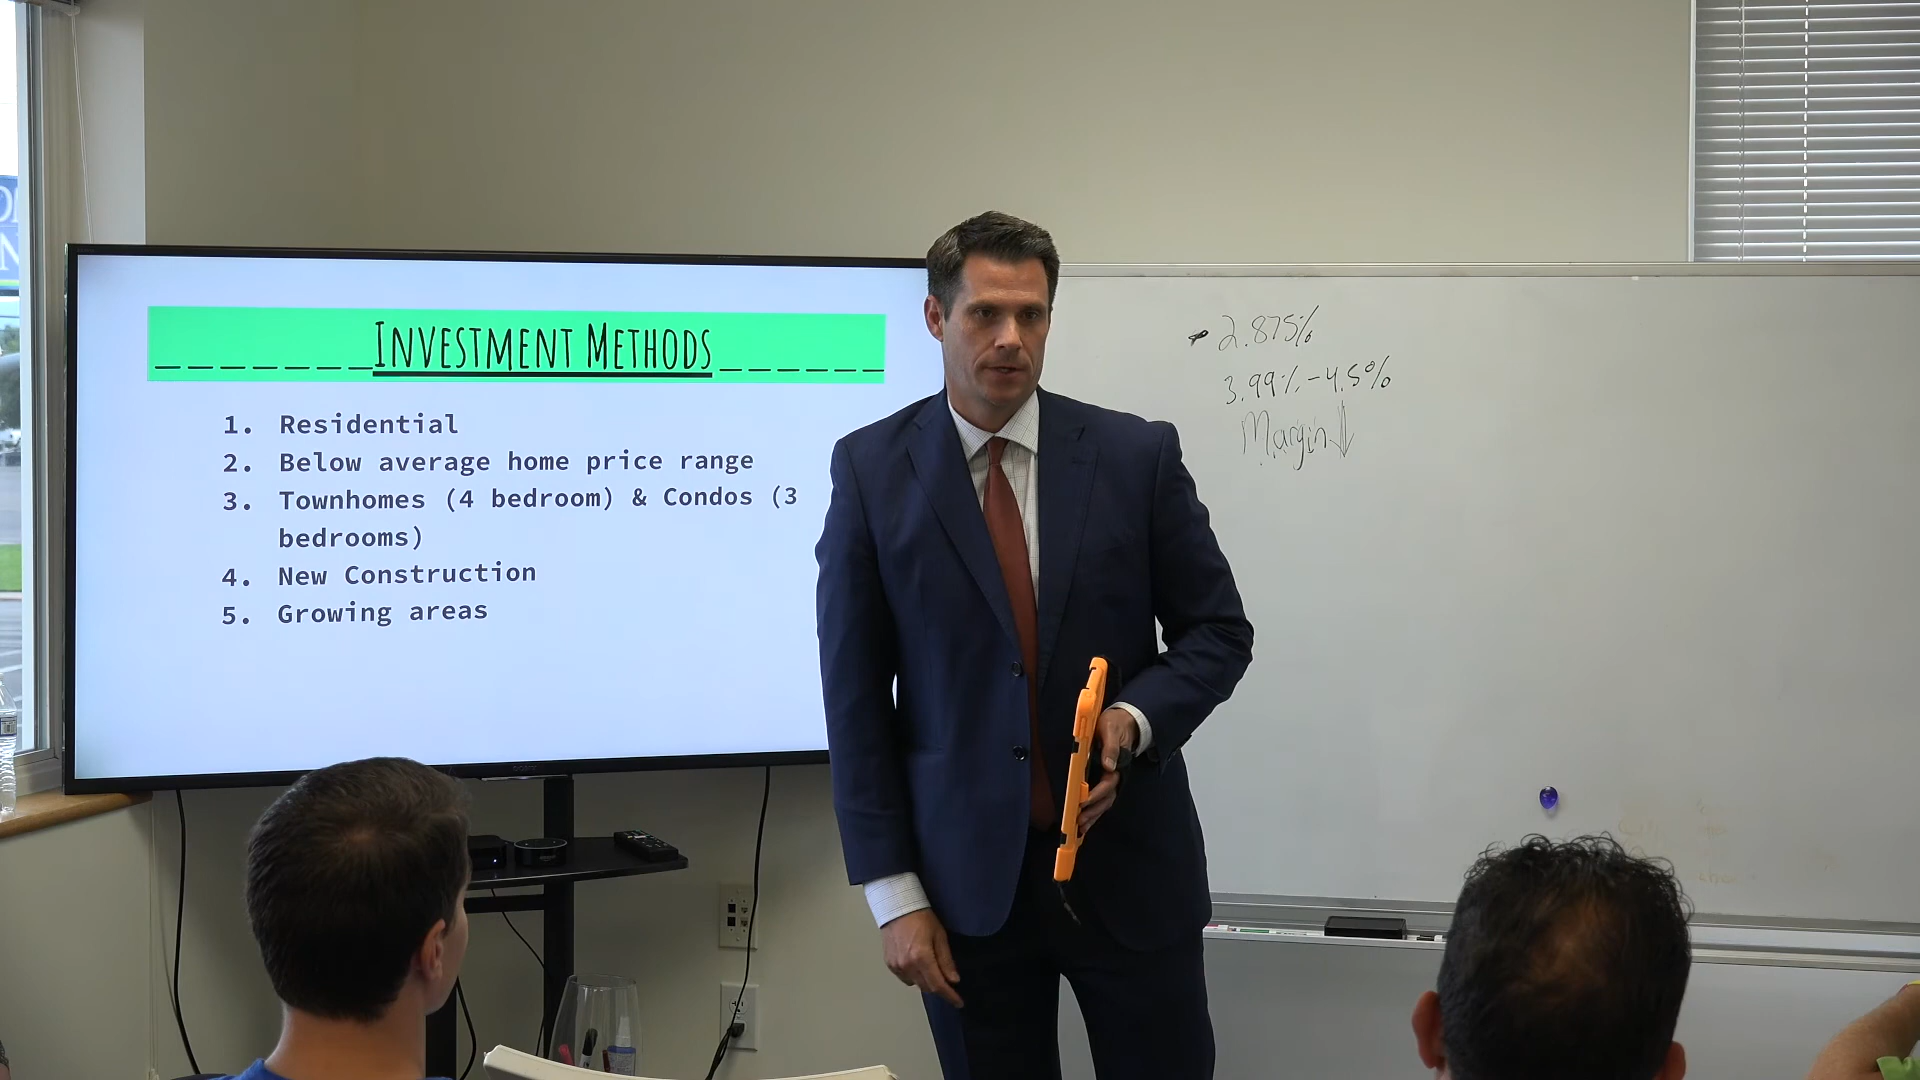 Investment Methods
1. Residential
2. Below average home price range
3. Townhomes (4 bedroom) & Condos (3
bedrooms)
4. New Construction
5. Growing areas
2.875%
3.99% - 4.5%
Margin ↓